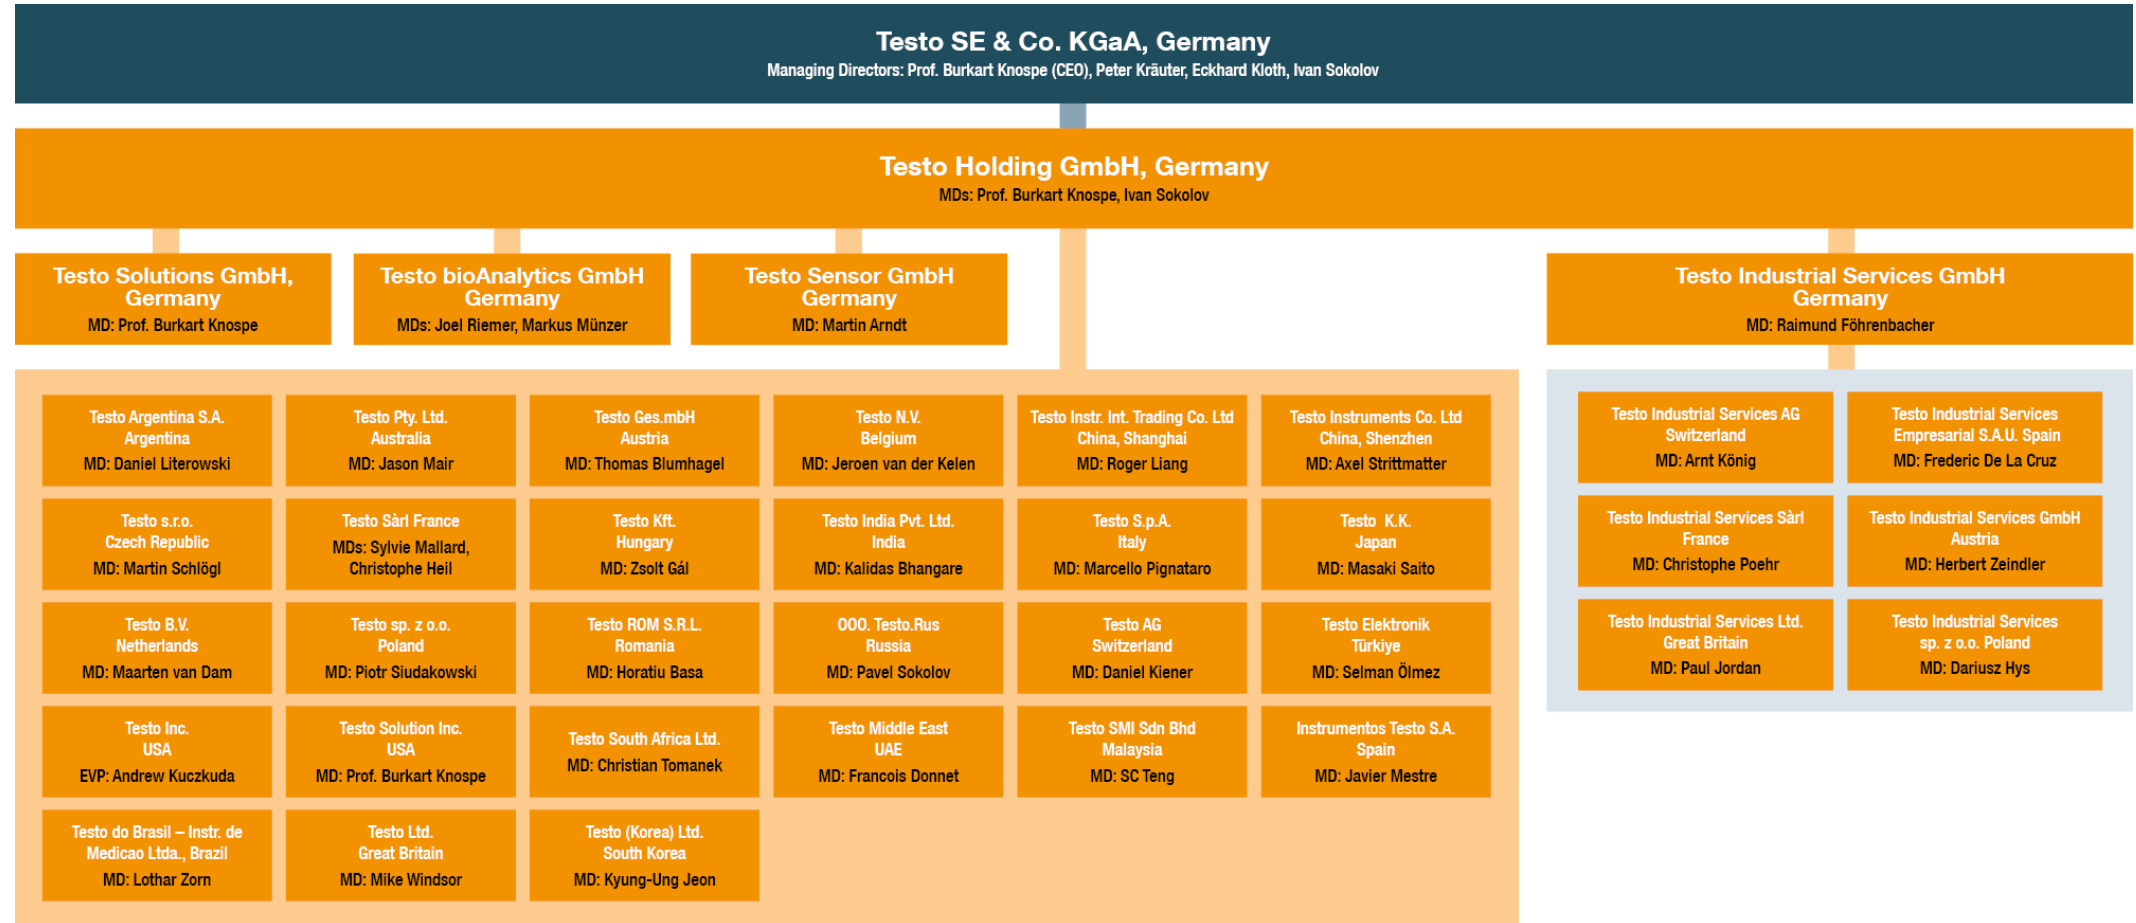 Testo SE & Co. KGaA, Germany
Managing Directors: Prof. Burkart Knospe (CEO), Peter Kräuter, Eckhard Kloth, Ivan Sokolov
Testo Holding GmbH, Germany
MDs: Prof. Burkart Knospe, Ivan Sokolov
Testo Solutions GmbH,
Germany
MD: Prof. Burkart Knospe
Testo bioAnalytics GmbH
Germany
MDs: Joel Riemer, Markus Münzer
Testo Sensor GmbH
Germany
MD: Martin Arndt
Testo Industrial Services GmbH
Germany
MD: Raimund Föhrenbacher
Testo Argentina S.A.
Argentina
MD: Daniel Literowski
Testo Pty. Ltd.
Australia
MD: Jason Mair
Testo Ges.mbH
Austria
MD: Thomas Blumhagel
Testo N.V.
Belgium
MD: Jeroen van der Kelen
Testo Instr. Int. Trading Co. Ltd
China, Shanghai
MD: Roger Liang
Testo Instruments Co. Ltd
China, Shenzhen
MD: Axel Strittmatter
Testo s.r.o.
Czech Republic
MD: Martin Schlögl
Testo Sàrl France
MDs: Sylvie Mallard,
Christophe Heil
Testo Kft.
Hungary
MD: Zsolt Gál
Testo India Pvt. Ltd.
India
MD: Kalidas Bhangare
Testo S.p.A.
Italy
MD: Marcello Pignataro
Testo K.K.
Japan
MD: Masaki Saito
Testo B.V.
Netherlands
MD: Maarten van Dam
Testo sp. z o.o.
Poland
MD: Piotr Siudakowski
Testo ROM S.R.L.
Romania
MD: Horatiu Basa
OOO. Testo.Rus
Russia
MD: Pavel Sokolov
Testo AG
Switzerland
MD: Daniel Kiener
Testo Elektronik
Türkiye
MD: Selman Ölmez
Testo Inc.
USA
EVP: Andrew Kuczkuda
Testo Solution Inc.
USA
MD: Prof. Burkart Knospe
Testo South Africa Ltd.
MD: Christian Tomanek
Testo Middle East
UAE
MD: Francois Donnet
Testo SMI Sdn Bhd
Malaysia
MD: SC Teng
Instrumentos Testo S.A.
Spain
MD: Javier Mestre
Testo do Brasil – Instr. de
Medicao Ltda., Brazil
MD: Lothar Zorn
Testo Ltd.
Great Britain
MD: Mike Windsor
Testo (Korea) Ltd.
South Korea
MD: Kyung-Ung Jeon
Testo Industrial Services AG
Switzerland
MD: Arnt König
Testo Industrial Services
Empresarial S.A.U. Spain
MD: Frederic De La Cruz
Testo Industrial Services Sàrl
France
MD: Christophe Poehr
Testo Industrial Services GmbH
Austria
MD: Herbert Zeindler
Testo Industrial Services Ltd.
Great Britain
MD: Paul Jordan
Testo Industrial Services
sp. z o.o. Poland
MD: Dariusz Hys